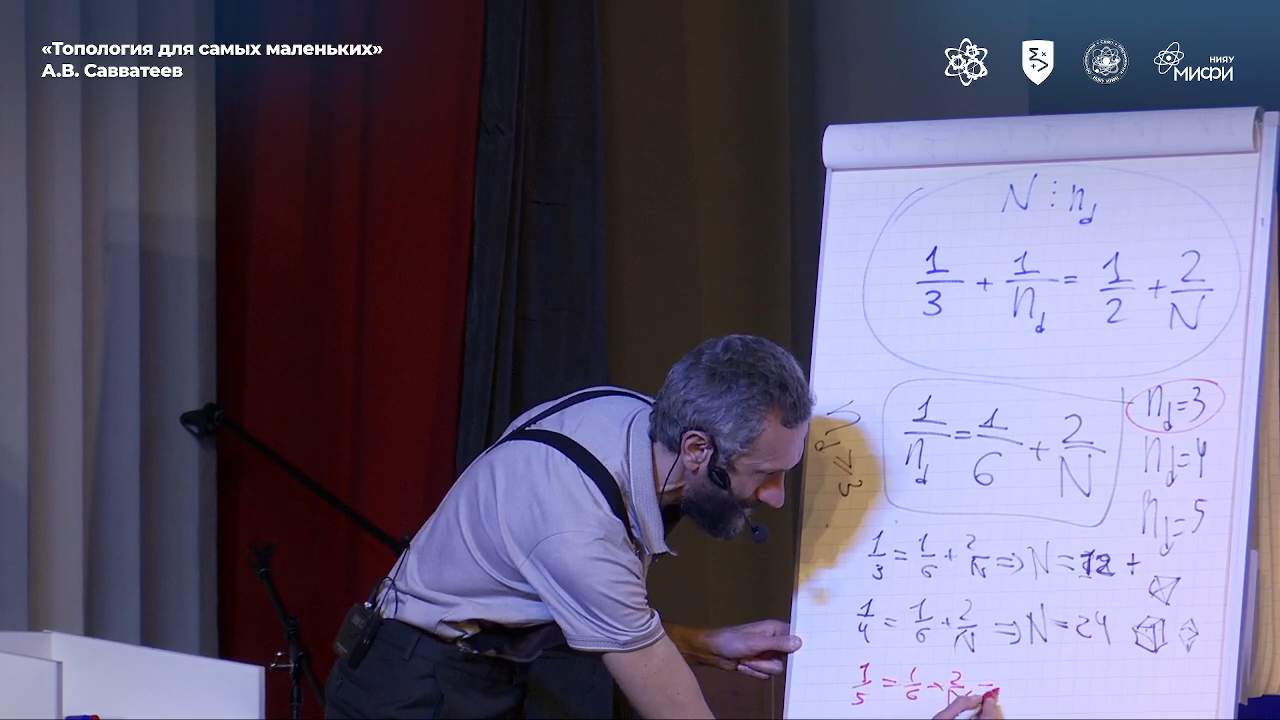 «Топология для самых маленьких»
А.В. Савватеев
НИЯУ
МИФИ
N ⋮ n_d
1/3 + 1/n_d = 1/2 + 2/N
1/n_d = 1/6 + 2/N
n_d ⩾ 3
n_d = 3
n_d = 4
n_d = 5
1/3 = 1/6 + 2/N ⇒ N = 12 +
1/4 = 1/6 + 2/N ⇒ N = 24
1/5 = 1/6 + 2/N =